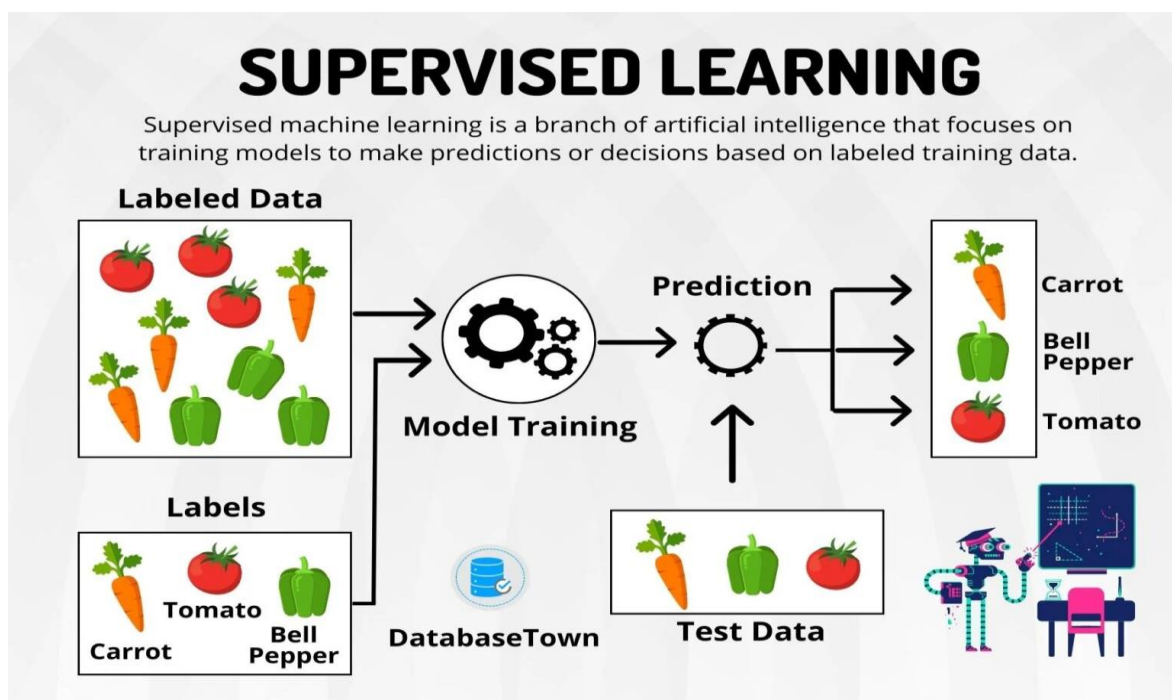 SUPERVISED LEARNING
Supervised machine learning is a branch of artificial intelligence that focuses on
training models to make predictions or decisions based on labeled training data.
Labeled Data
Prediction
Carrot
Bell
Pepper
Tomato
Model Training
Labels
Tomato
Carrot
Bell
Pepper
DatabaseTown
Test Data